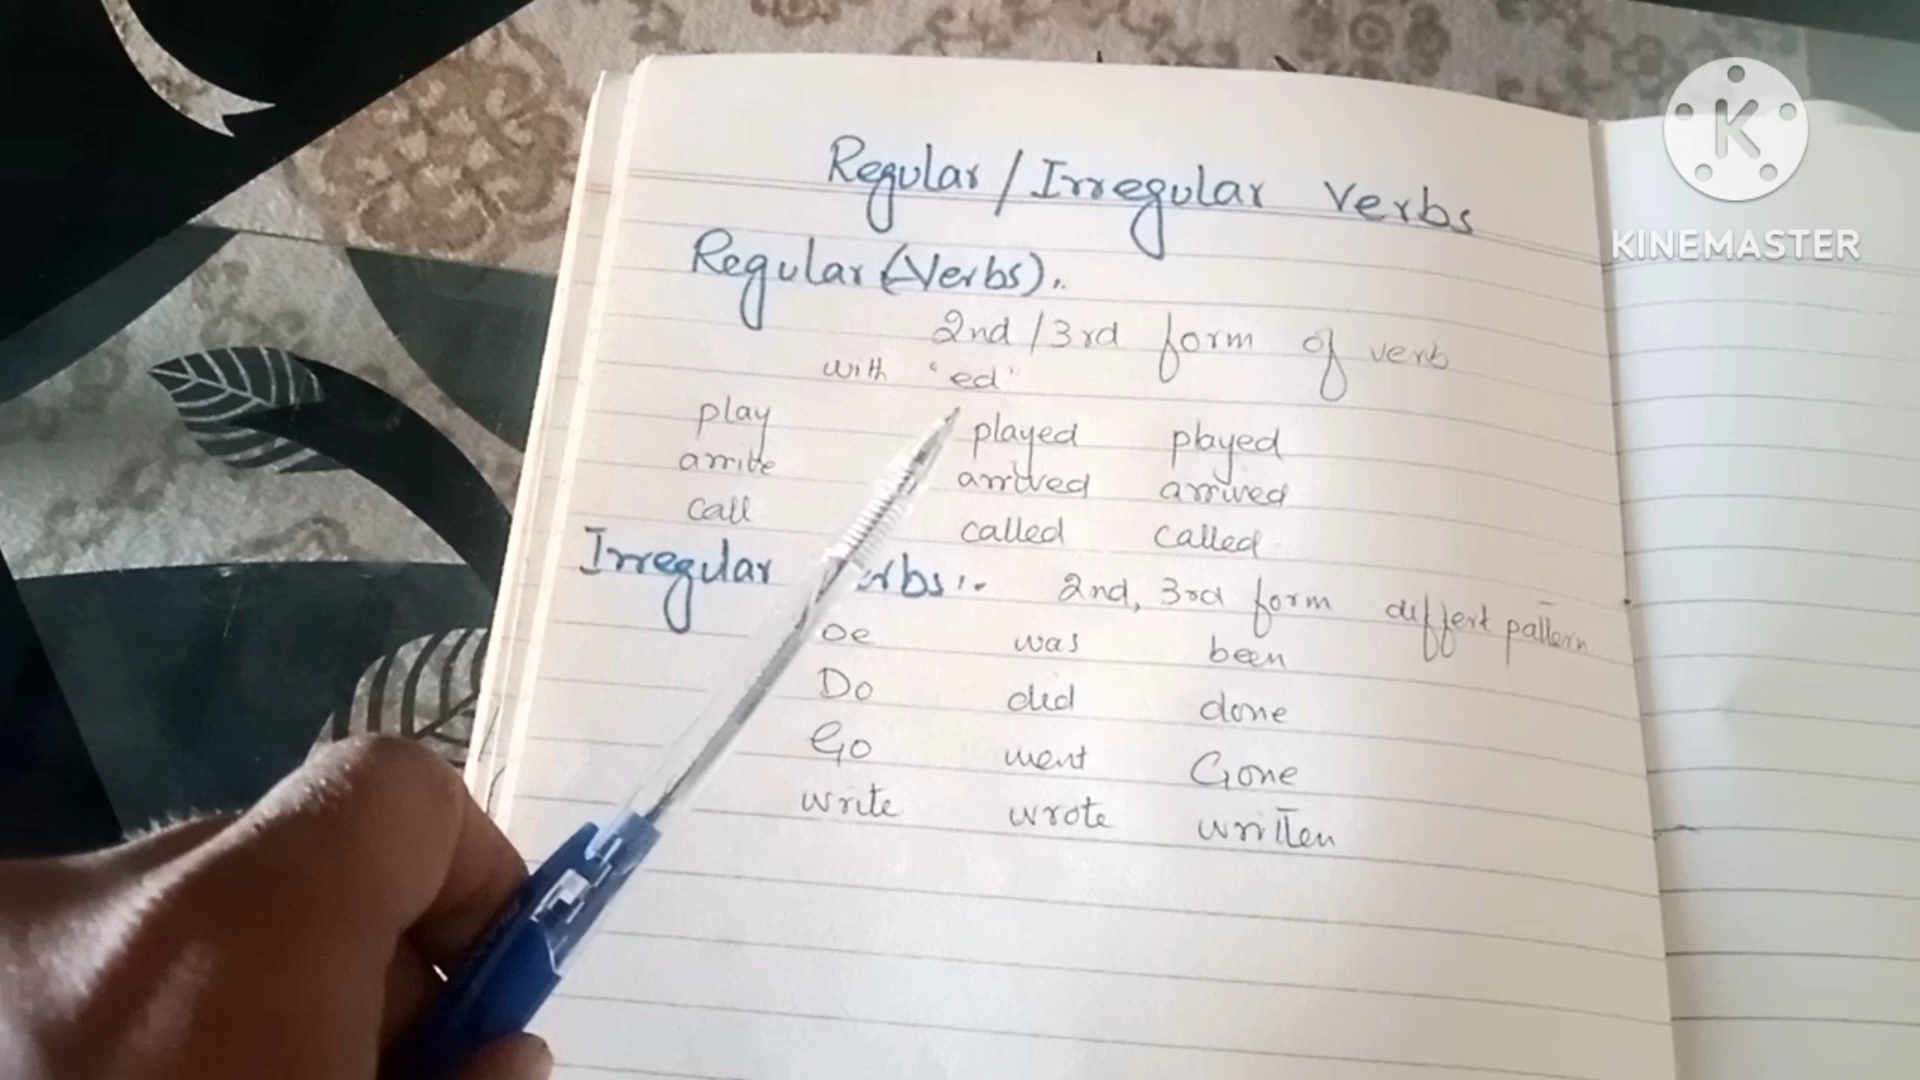 Regular / Irregular Verbs
Regular (Verbs).
2nd / 3rd form of verb
with "ed"
play played played
arrive arrived arrived
call called called
Irregular rbs :- 2nd, 3rd form differt pattern
be was been
Do did done
Go went Gone
write wrote written
K
KINEMASTER